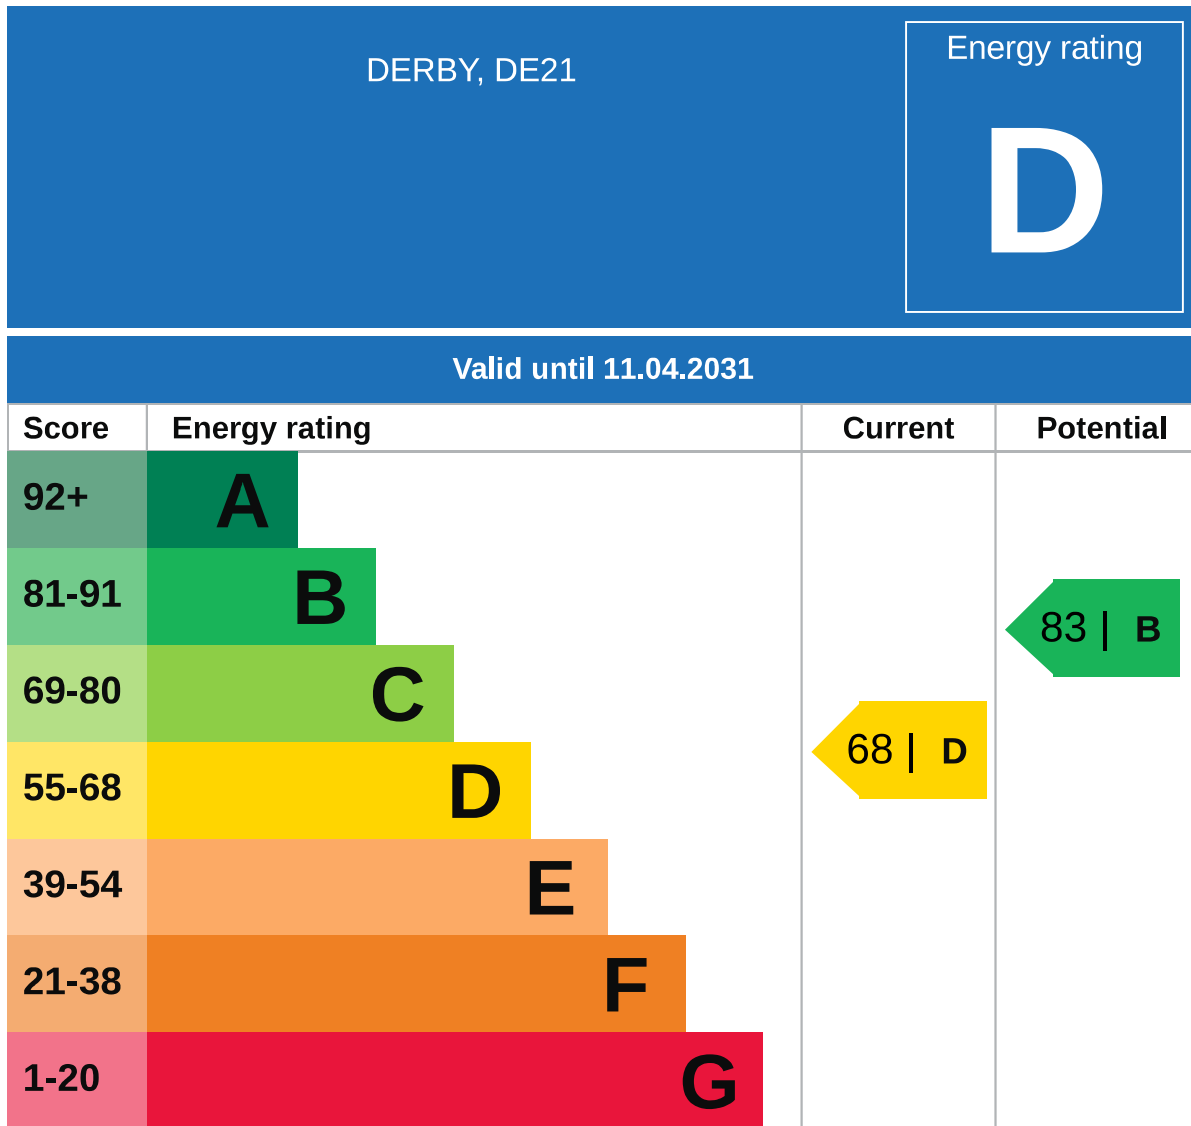 DERBY, DE21
Energy rating
D
Valid until 11.04.2031
Score Energy rating Current Potential
92+ A
81-91 B
83 | B
69-80 C
68 | D
55-68 D
39-54 E
21-38 F
1-20 G